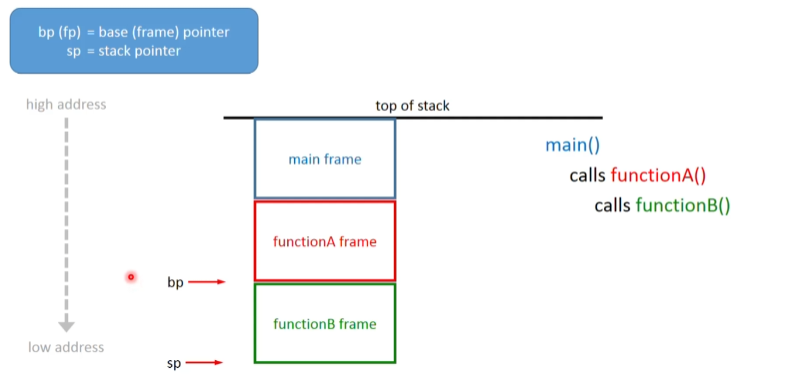 bp (fp) = base (frame) pointer
sp = stack pointer
high address
top of stack
main frame
main()
calls functionA()
calls functionB()
functionA frame
bp
functionB frame
low address
sp